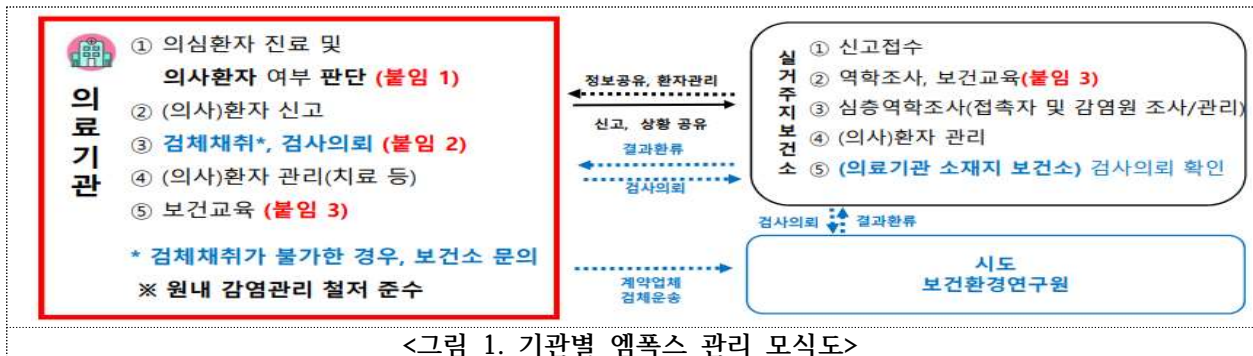 의료기관
① 의심환자 진료 및
의사환자 여부 판단 (붙임 1)
② (의사)환자 신고
③ 검체채취*, 검사의뢰 (붙임 2)
④ (의사)환자 관리(치료 등)
⑤ 보건교육 (붙임 3)
* 검체채취가 불가한 경우, 보건소 문의
※ 원내 감염관리 철저 준수
정보공유, 환자관리
신고, 상황 공유
결과환류
검사의뢰
계약업체
검체운송
실거주지보건소
① 신고접수
② 역학조사, 보건교육(붙임 3)
③ 심층역학조사(접촉자 및 감염원 조사/관리)
④ (의사)환자 관리
⑤ (의료기관 소재지 보건소) 검사의뢰 확인
검사의뢰 결과환류
시도
보건환경연구원
<그림 1. 기관별 엠폭스 관리 모식도>